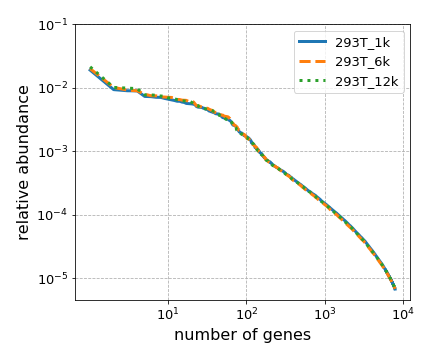 10⁻¹
10⁻²
10⁻³
10⁻⁴
10⁻⁵
relative abundance
293T_1k
293T_6k
293T_12k
10¹ 10² 10³ 10⁴
number of genes